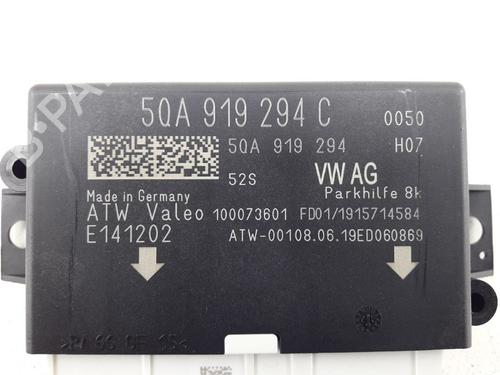 5QA 919 294 C 0050
5QA 919 294 H07
52S VW AG
Made in Germany Parkhilfe 8k
ATW Valeo 100073601 FD01/1915714584
E141202 ATW-00108.06.19ED060869